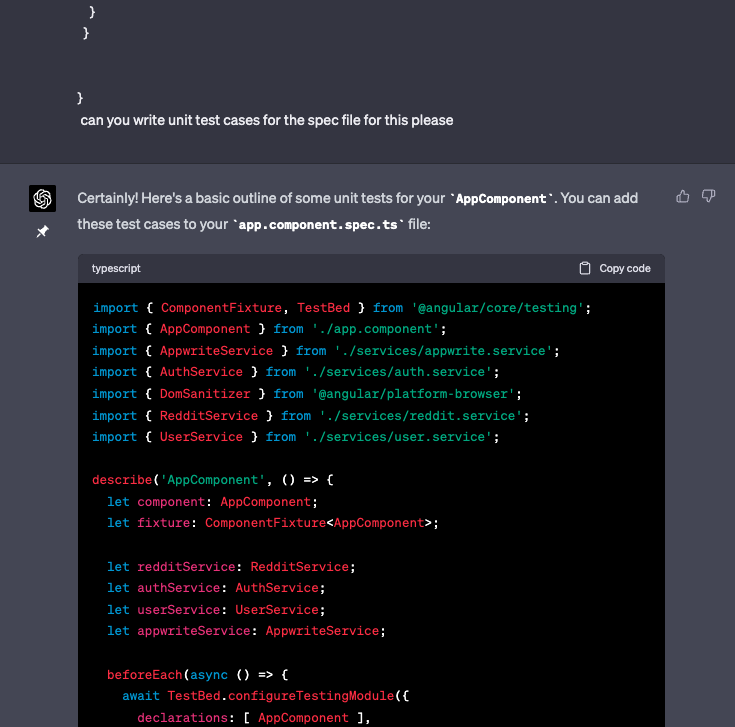 }
}
}
can you write unit test cases for the spec file for this please
Certainly! Here's a basic outline of some unit tests for your `AppComponent`. You can add
these test cases to your `app.component.spec.ts` file:
typescript
Copy code
import { ComponentFixture, TestBed } from '@angular/core/testing';
import { AppComponent } from './app.component';
import { AppwriteService } from './services/appwrite.service';
import { AuthService } from './services/auth.service';
import { DomSanitizer } from '@angular/platform-browser';
import { RedditService } from './services/reddit.service';
import { UserService } from './services/user.service';
describe('AppComponent', () => {
let component: AppComponent;
let fixture: ComponentFixture<AppComponent>;
let redditService: RedditService;
let authService: AuthService;
let userService: UserService;
let appwriteService: AppwriteService;
beforeEach(async () => {
await TestBed.configureTestingModule({
declarations: [ AppComponent ],